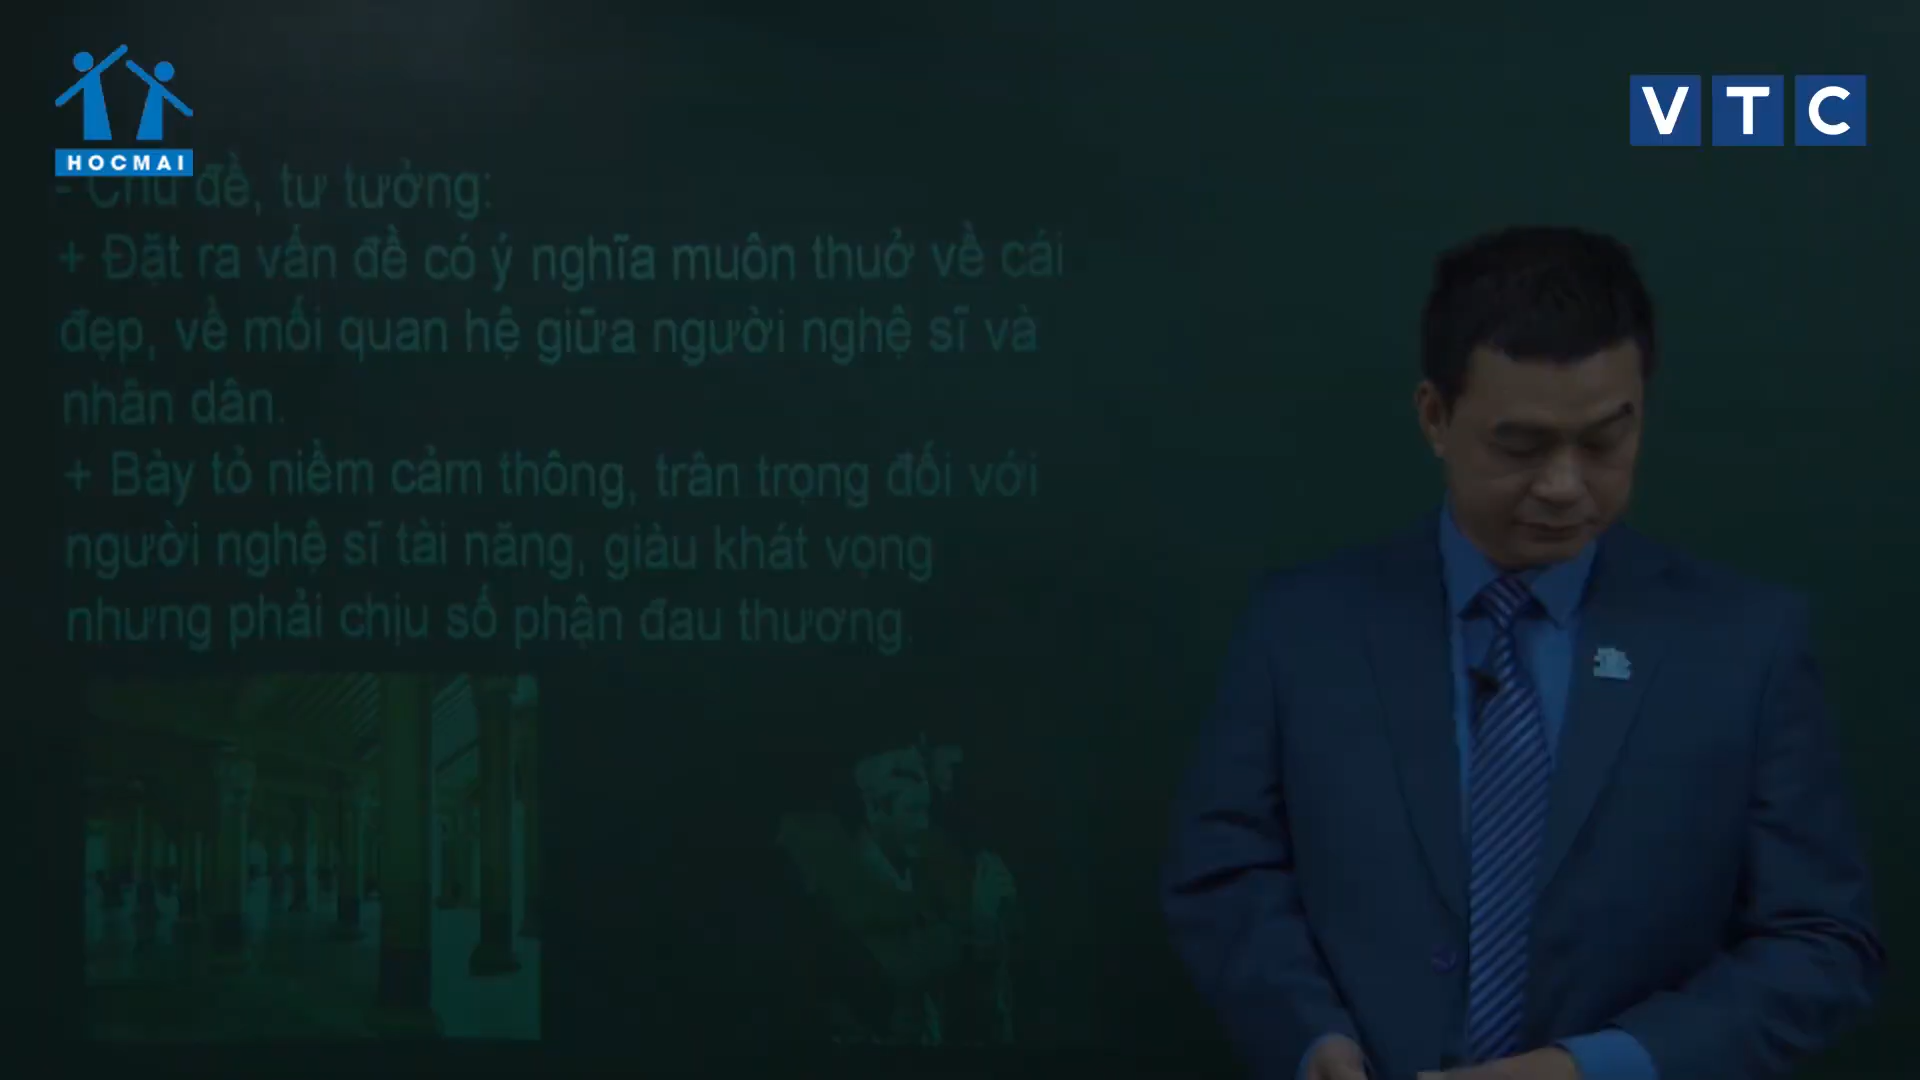 HOCMAI
VTC
- Chủ đề, tư tưởng:
+ Đặt ra vấn đề có ý nghĩa muôn thuở về cái
đẹp, về mối quan hệ giữa người nghệ sĩ và
nhân dân.
+ Bày tỏ niềm cảm thông, trân trọng đối với
người nghệ sĩ tài năng, giàu khát vọng
nhưng phải chịu số phận đau thương.